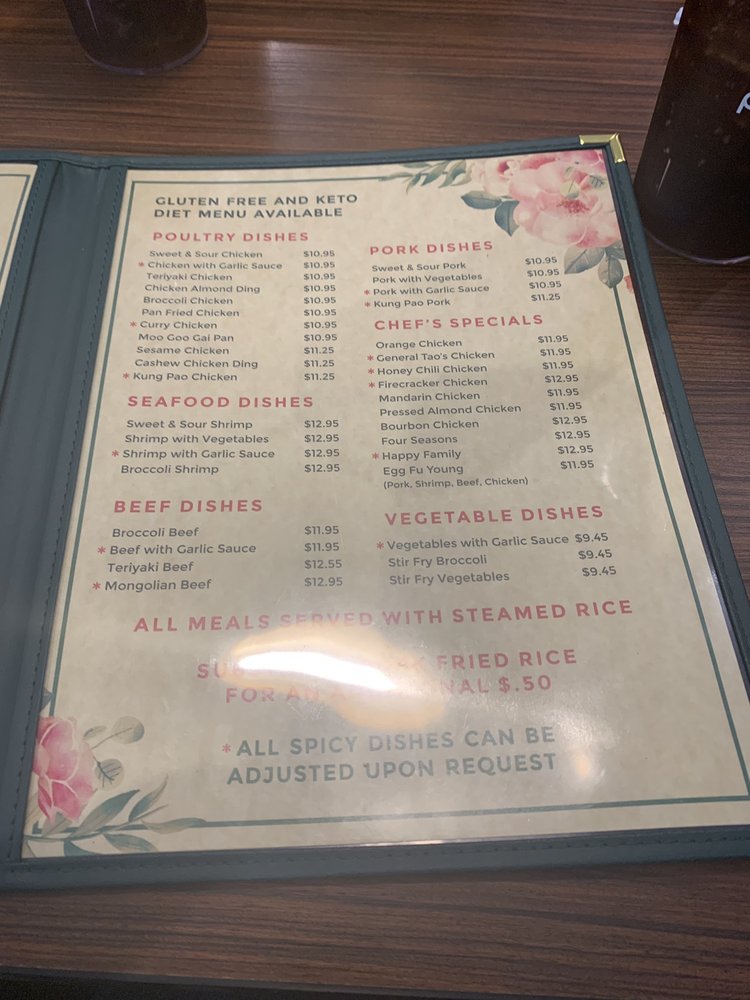 GLUTEN FREE AND KETO
DIET MENU AVAILABLE
POULTRY DISHES
Sweet & Sour Chicken $10.95
* Chicken with Garlic Sauce $10.95
Teriyaki Chicken $10.95
Chicken Almond Ding $10.95
Broccoli Chicken $10.95
Pan Fried Chicken $10.95
* Curry Chicken $10.95
Moo Goo Gai Pan $10.95
Sesame Chicken $11.25
Cashew Chicken Ding $11.25
* Kung Pao Chicken $11.25
SEAFOOD DISHES
Sweet & Sour Shrimp $12.95
Shrimp with Vegetables $12.95
* Shrimp with Garlic Sauce $12.95
Broccoli Shrimp $12.95
BEEF DISHES
Broccoli Beef $11.95
* Beef with Garlic Sauce $11.95
Teriyaki Beef $12.55
* Mongolian Beef $12.95
PORK DISHES
Sweet & Sour Pork $10.95
Pork with Vegetables $10.95
* Pork with Garlic Sauce $10.95
* Kung Pao Pork $11.25
CHEF'S SPECIALS
Orange Chicken $11.95
* General Tao's Chicken $11.95
* Honey Chili Chicken $11.95
* Firecracker Chicken $12.95
Mandarin Chicken $11.95
Pressed Almond Chicken $11.95
Bourbon Chicken $12.95
Four Seasons $12.95
* Happy Family $12.95
Egg Fu Young $11.95
(Pork, Shrimp, Beef, Chicken)
VEGETABLE DISHES
* Vegetables with Garlic Sauce $9.45
Stir Fry Broccoli $9.45
Stir Fry Vegetables $9.45
ALL MEALS SERVED WITH STEAMED RICE
FRIED RICE
FOR AN $.50
* ALL SPICY DISHES CAN BE
ADJUSTED UPON REQUEST